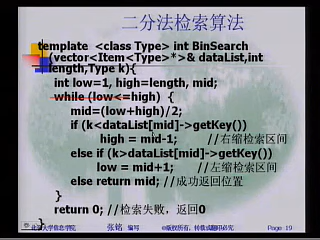 二分法检索算法
template <class Type> int BinSearch
(vector<Item<Type>*>& dataList,int
length,Type k){
int low=1, high=length, mid;
while (low<=high) {
mid=(low+high)/2;
if (k<dataList[mid]->getKey())
high = mid-1; //右缩检索区间
else if (k>dataList[mid]->getKey())
low = mid+1; //左缩检索区间
else return mid; //成功返回位置
}
return 0; //检索失败，返回0
}
北京大学信息学院 张铭 编写 ©版权所有，转载或翻印必究 Page 19